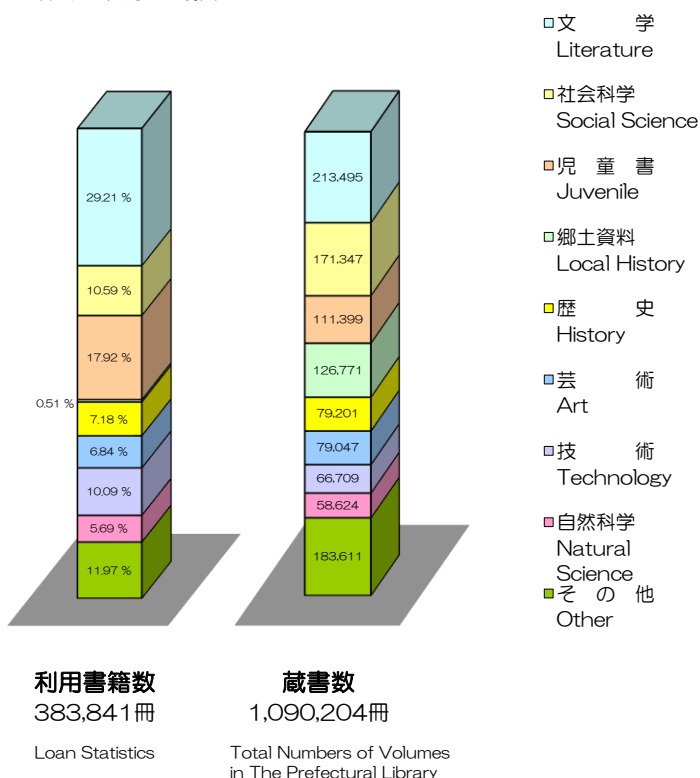 文 学
Literature
社会科学
Social Science
児 童 書
Juvenile
郷土資料
Local History
歴 史
History
芸 術
Art
技 術
Technology
自然科学
Natural
Science
そ の 他
Other
29.21 %
10.59 %
17.92 %
0.51 %
7.18 %
6.84 %
10.09 %
5.69 %
11.97 %
213.495
171.347
111.399
126.771
79.201
79.047
66.709
58.624
183.611
利用書籍数
383,841冊
Loan Statistics
蔵書数
1,090,204冊
Total Numbers of Volumes
in The Prefectural Library